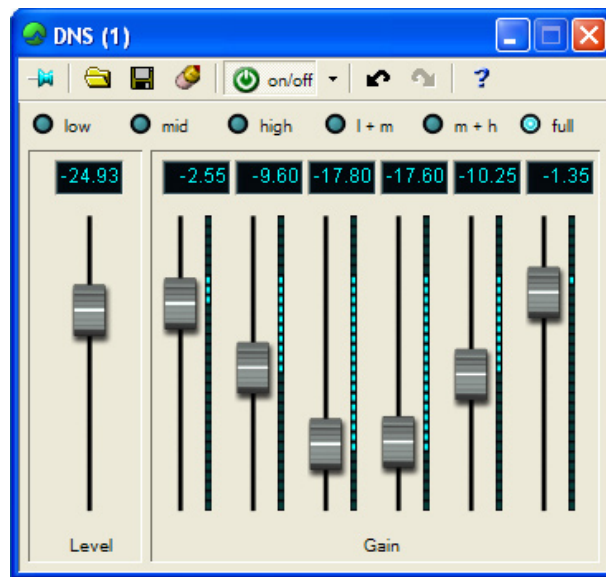 DNS (1)
on/off ?
low mid high l + m m + h full
-24.93 -2.55 -9.60 -17.80 -17.60 -10.25 -1.35
Level Gain